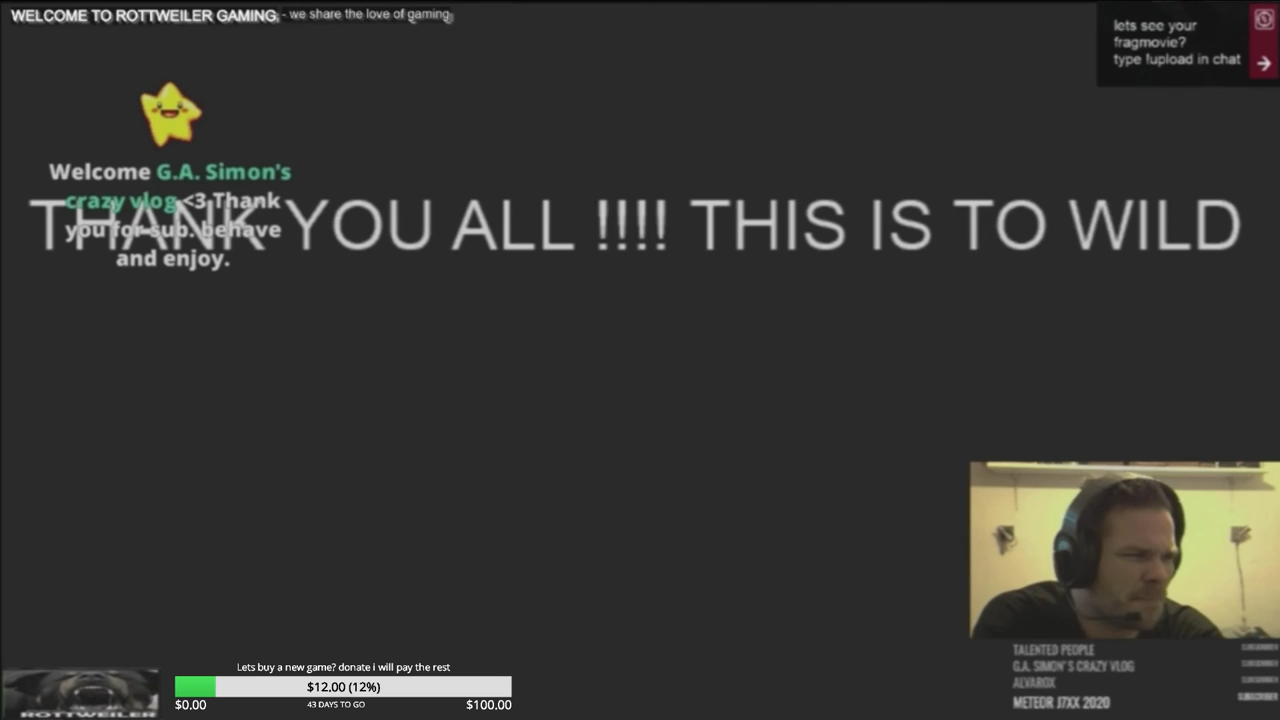 WELCOME TO ROTTWEILER GAMING - we share the love of gaming
lets see your
fragmovie?
type !upload in chat
Welcome G.A. Simon's
crazy vlog <3 Thank
you for sub. behave
and enjoy.
THANK YOU ALL !!!! THIS IS TO WILD
TALENTED PEOPLE
G.A. SIMON'S CRAZY VLOG
ALVAROX
METEOR J7XX 2020
SUBSCRIBER
Lets buy a new game? donate i will pay the rest
$12.00 (12%)
$0.00 43 DAYS TO GO $100.00
ROTTWEILER